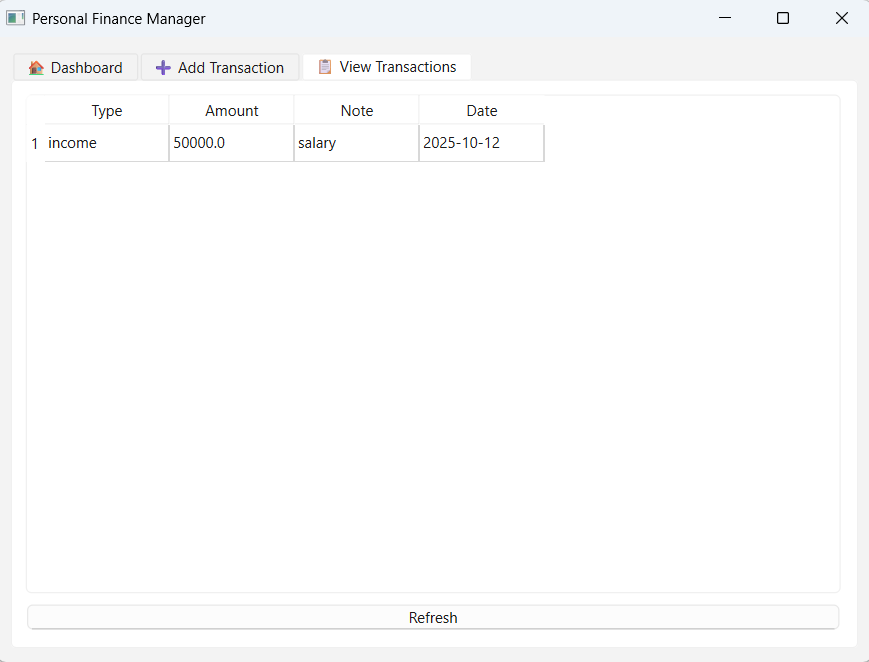 Personal Finance Manager
Dashboard Add Transaction View Transactions
Type Amount Note Date
1 income 50000.0 salary 2025-10-12
Refresh